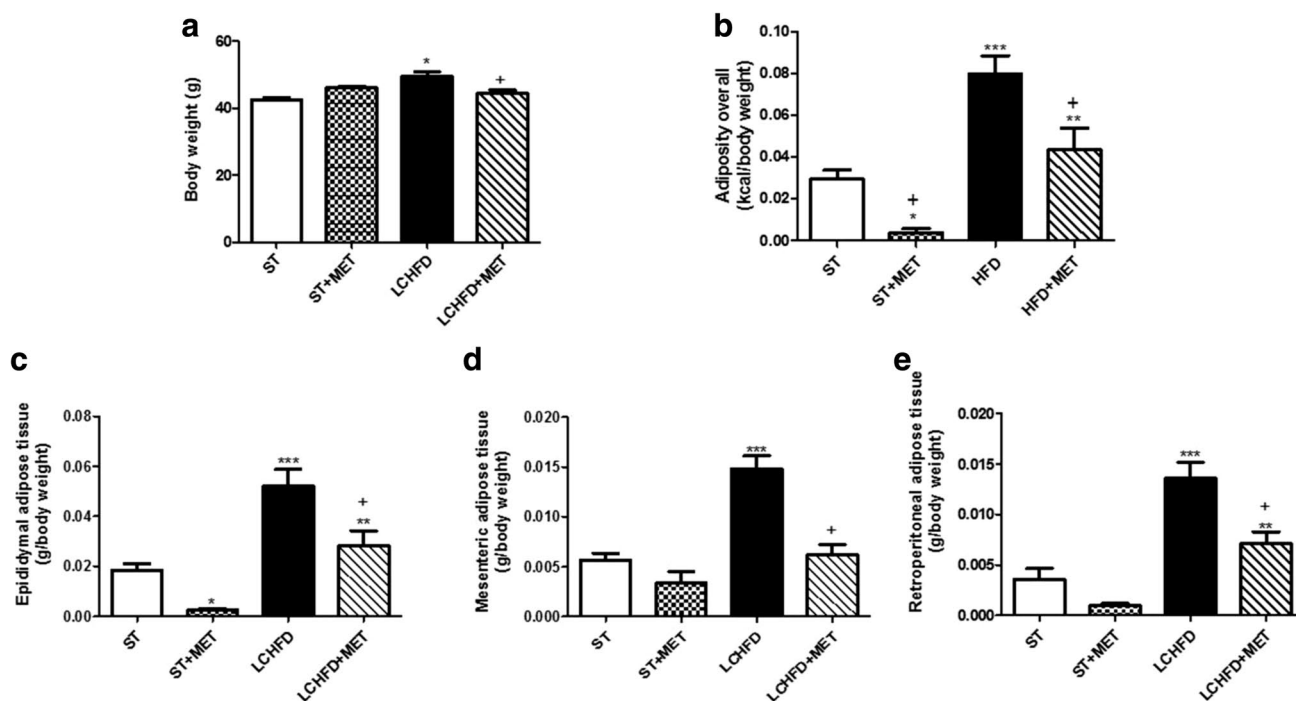 a
Body weight (g)
60
40
20
0
*
+
ST
ST+MET
LCHFD
LCHFD+MET
b
Adiposity overall
(kcal/body weight)
0.10
0.08
0.06
0.04
0.02
0.00
+
*
***
+
**
ST
ST+MET
HFD
HFD+MET
c
Epididymal adipose tissue
(g/body weight)
0.08
0.06
0.04
0.02
0.00
*
***
+
**
ST
ST+MET
LCHFD
LCHFD+MET
d
Mesenteric adipose tissue
(g/body weight)
0.020
0.015
0.010
0.005
0.000
***
+
ST
ST+MET
LCHFD
LCHFD+MET
e
Retroperitoneal adipose tissue
(g/body weight)
0.020
0.015
0.010
0.005
0.000
***
+
**
ST
ST+MET
LCHFD
LCHFD+MET